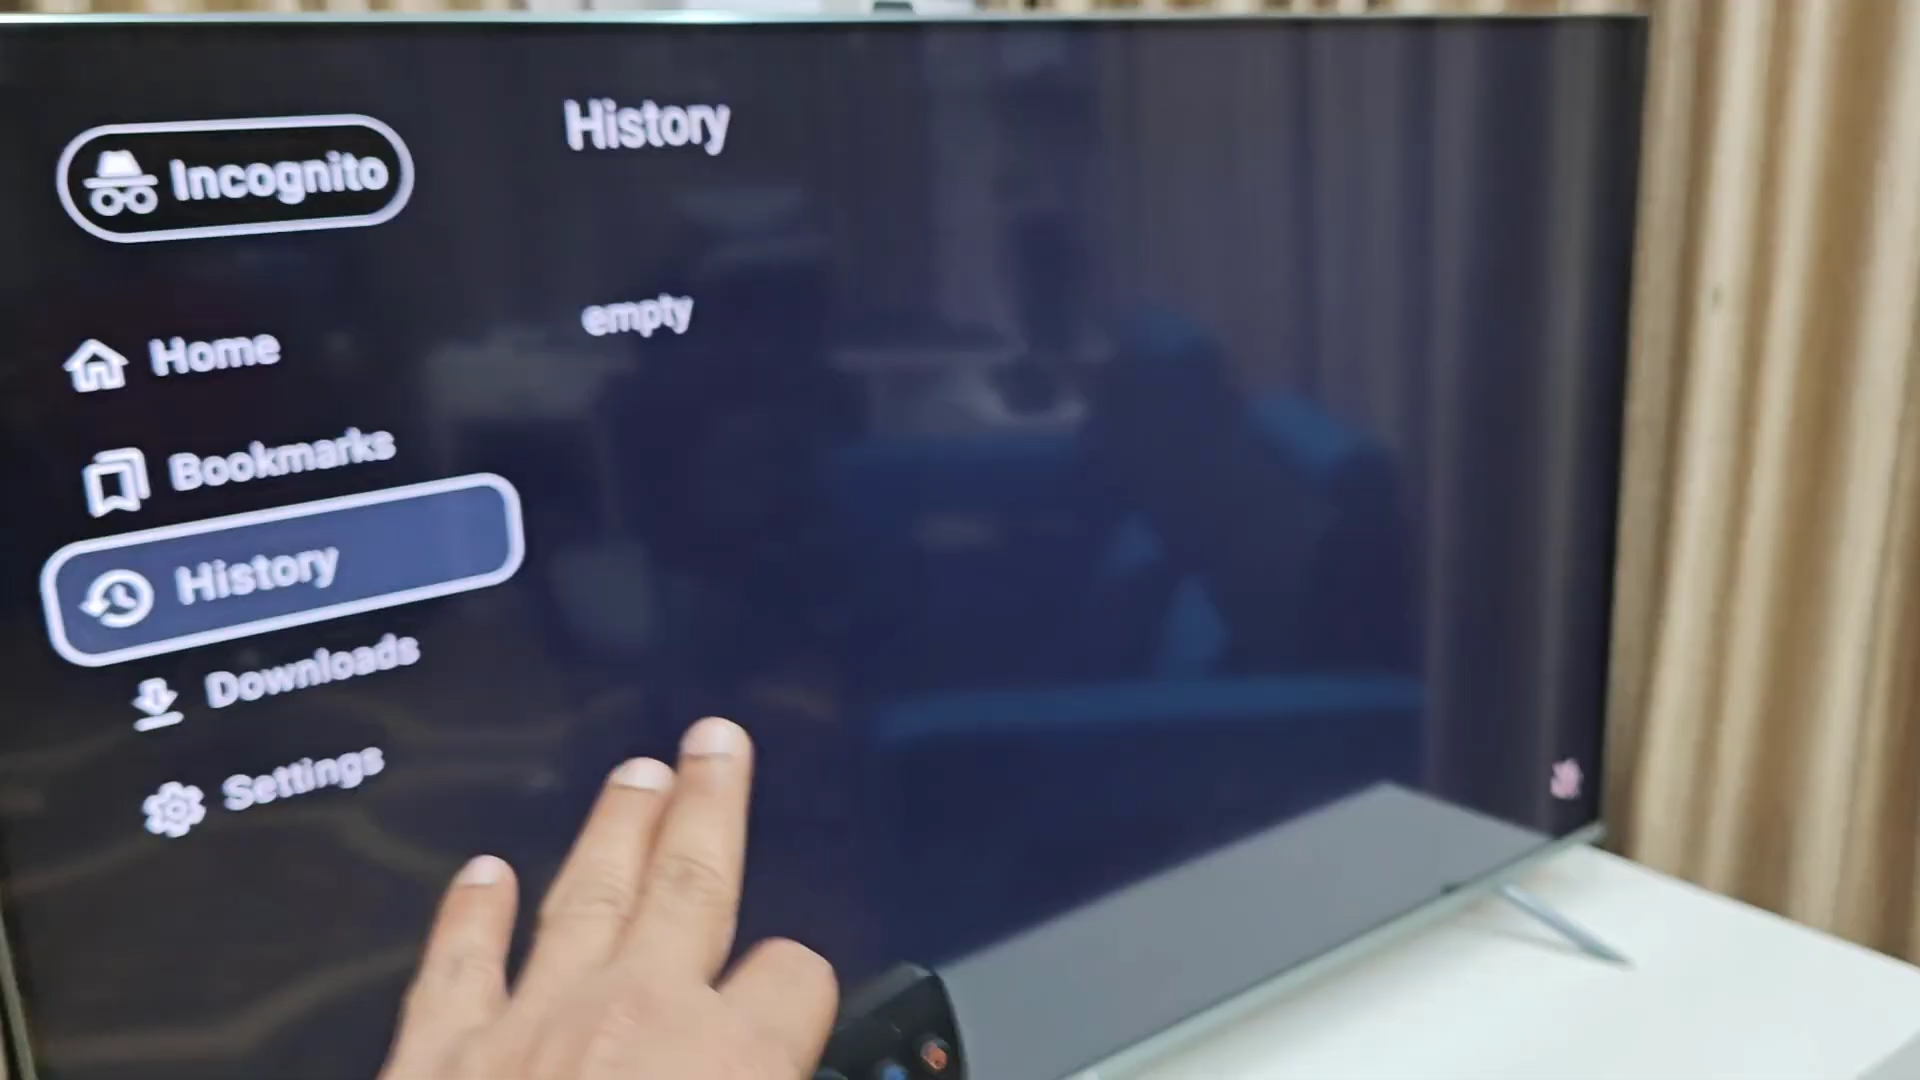 Incognito
Home
Bookmarks
History
Downloads
Settings
History
empty